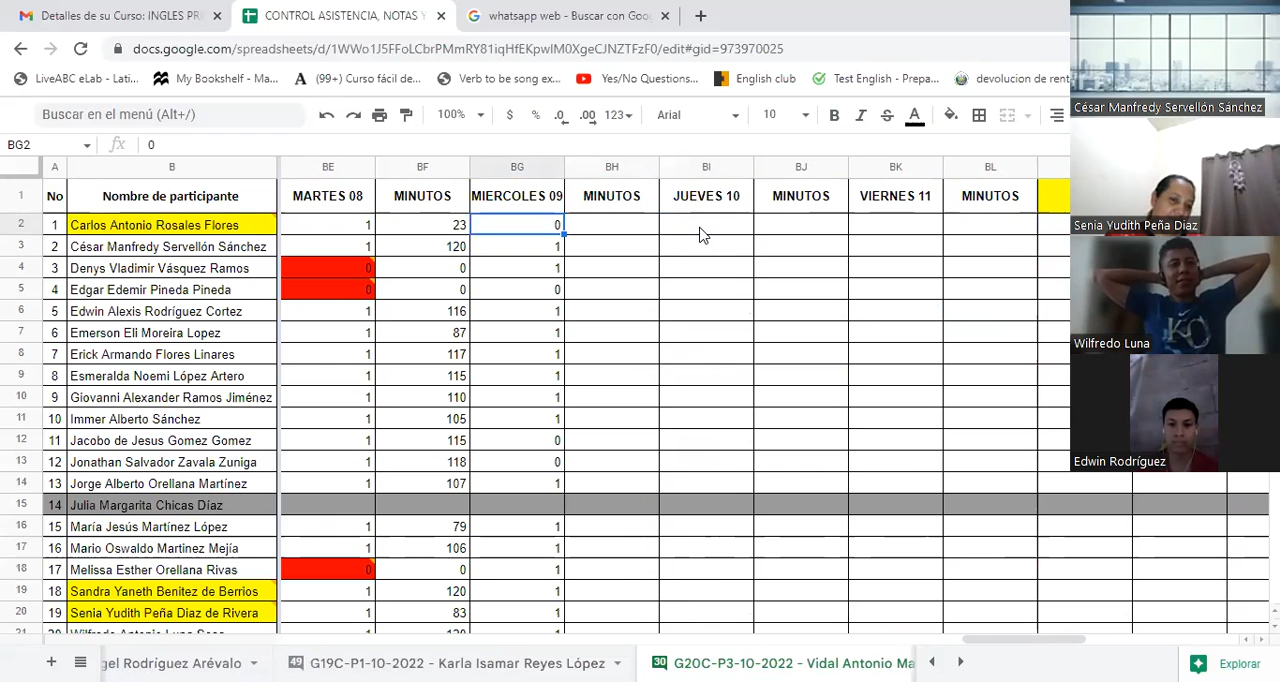 Detalles de su Curso: INGLES PRI
CONTROL ASISTENCIA, NOTAS Y
whatsapp web - Buscar con Goog
docs.google.com/spreadsheets/d/1WWo1J5FFoLCbrPMmRY81iqHfEKpwIM0XgeCJNZTFzF0/edit#gid=973970025
LiveABC eLab - Lati...
My Bookshelf - Ma...
(99+) Curso fácil de...
Verb to be song ex...
Yes/No Questions...
English club
Test English - Prepa...
devolucion de rent
Buscar en el menú (Alt+/)
100%
$
%
.0
.00
123
Arial
10
B
I
S
A
BG2
fx
0
A B BE BF BG BH BI BJ BK BL
1 No Nombre de participante MARTES 08 MINUTOS MIERCOLES 09 MINUTOS JUEVES 10 MINUTOS VIERNES 11 MINUTOS
2 1 Carlos Antonio Rosales Flores 1 23 0
3 2 César Manfredy Servellón Sánchez 1 120 1
4 3 Denys Vladimir Vásquez Ramos 0 0 1
5 4 Edgar Edemir Pineda Pineda 0 0 0
6 5 Edwin Alexis Rodríguez Cortez 1 116 1
7 6 Emerson Eli Moreira Lopez 1 87 1
8 7 Erick Armando Flores Linares 1 117 1
9 8 Esmeralda Noemi López Artero 1 115 1
10 9 Giovanni Alexander Ramos Jiménez 1 110 1
11 10 Immer Alberto Sánchez 1 105 1
12 11 Jacobo de Jesus Gomez Gomez 1 115 0
13 12 Jonathan Salvador Zavala Zuniga 1 118 0
14 13 Jorge Alberto Orellana Martínez 1 107 1
15 14 Julia Margarita Chicas Díaz
16 15 María Jesús Martínez López 1 79 1
17 16 Mario Oswaldo Martinez Mejía 1 106 1
18 17 Melissa Esther Orellana Rivas 0 0 1
19 18 Sandra Yaneth Benitez de Berrios 1 120 1
20 19 Senia Yudith Peña Diaz de Rivera 1 83 1
César Manfredy Servellón Sánchez
Senia Yudith Peña Diaz
Wilfredo Luna
Edwin Rodríguez
gel Rodríguez Arévalo
49 G19C-P1-10-2022 - Karla Isamar Reyes López
30 G20C-P3-10-2022 - Vidal Antonio Ma
Explorar